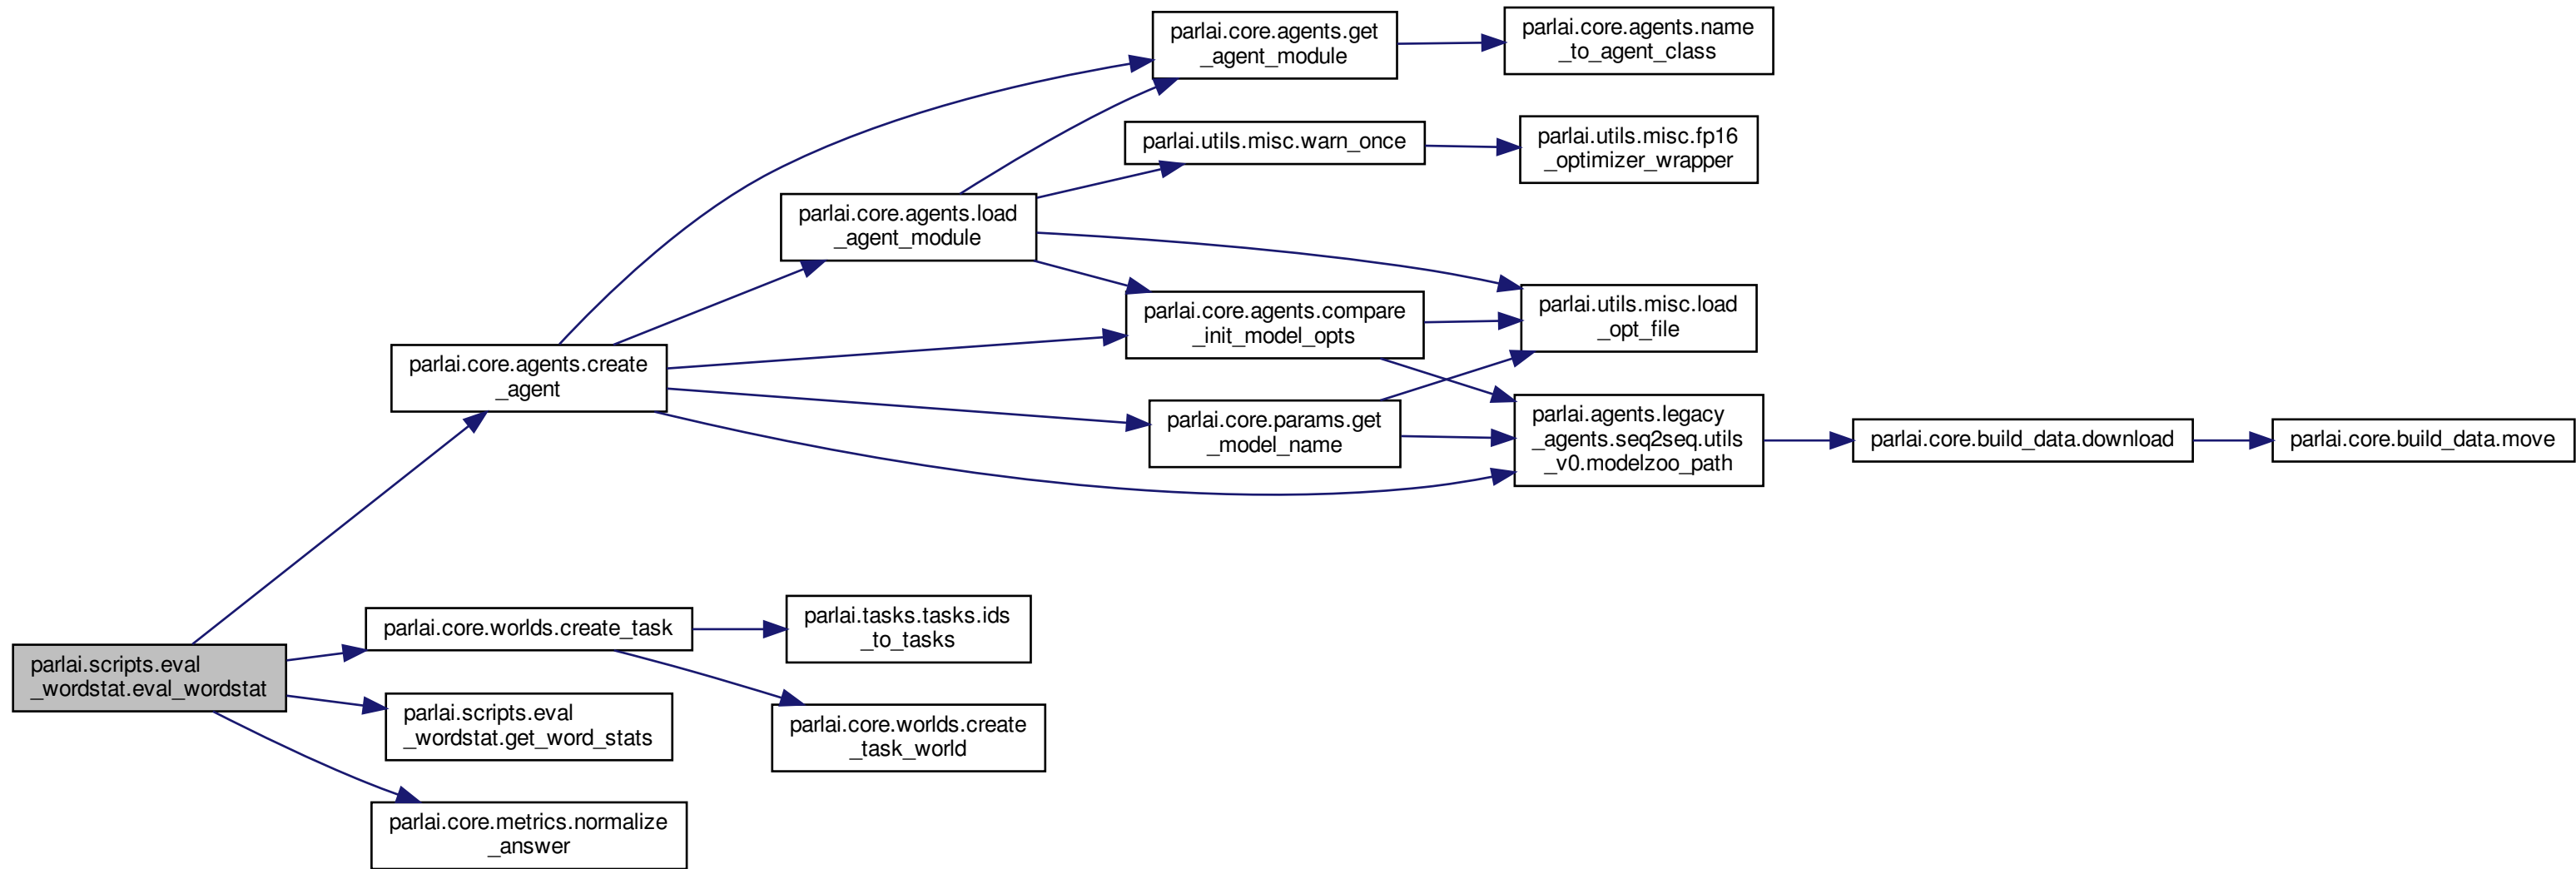 parlai.core.agents.get
_agent_module
parlai.core.agents.name
_to_agent_class
parlai.utils.misc.warn_once
parlai.utils.misc.fp16
_optimizer_wrapper
parlai.core.agents.load
_agent_module
parlai.core.agents.compare
_init_model_opts
parlai.utils.misc.load
_opt_file
parlai.core.agents.create
_agent
parlai.core.params.get
_model_name
parlai.agents.legacy
_agents.seq2seq.utils
_v0.modelzoo_path
parlai.core.build_data.download
parlai.core.build_data.move
parlai.scripts.eval
_wordstat.eval_wordstat
parlai.core.worlds.create_task
parlai.tasks.tasks.ids
_to_tasks
parlai.scripts.eval
_wordstat.get_word_stats
parlai.core.worlds.create
_task_world
parlai.core.metrics.normalize
_answer